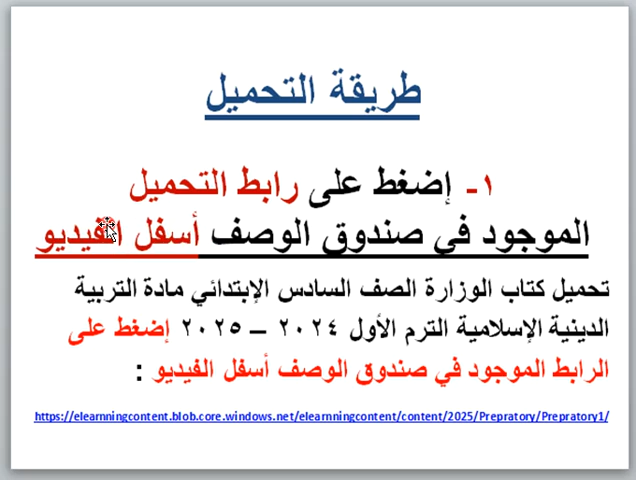 طريقة التحميل
١- إضغط على رابط التحميل
الموجود في صندوق الوصف أسفل الفيديو
تحميل كتاب الوزارة الصف السادس الإبتدائي مادة التربية
الدينية الإسلامية الترم الأول ٢٠٢٤ – ٢٠٢٥ إضغط على
الرابط الموجود في صندوق الوصف أسفل الفيديو :
https://elearnningcontent.blob.core.windows.net/elearnningcontent/content/2025/Prepratory/Prepratory1/